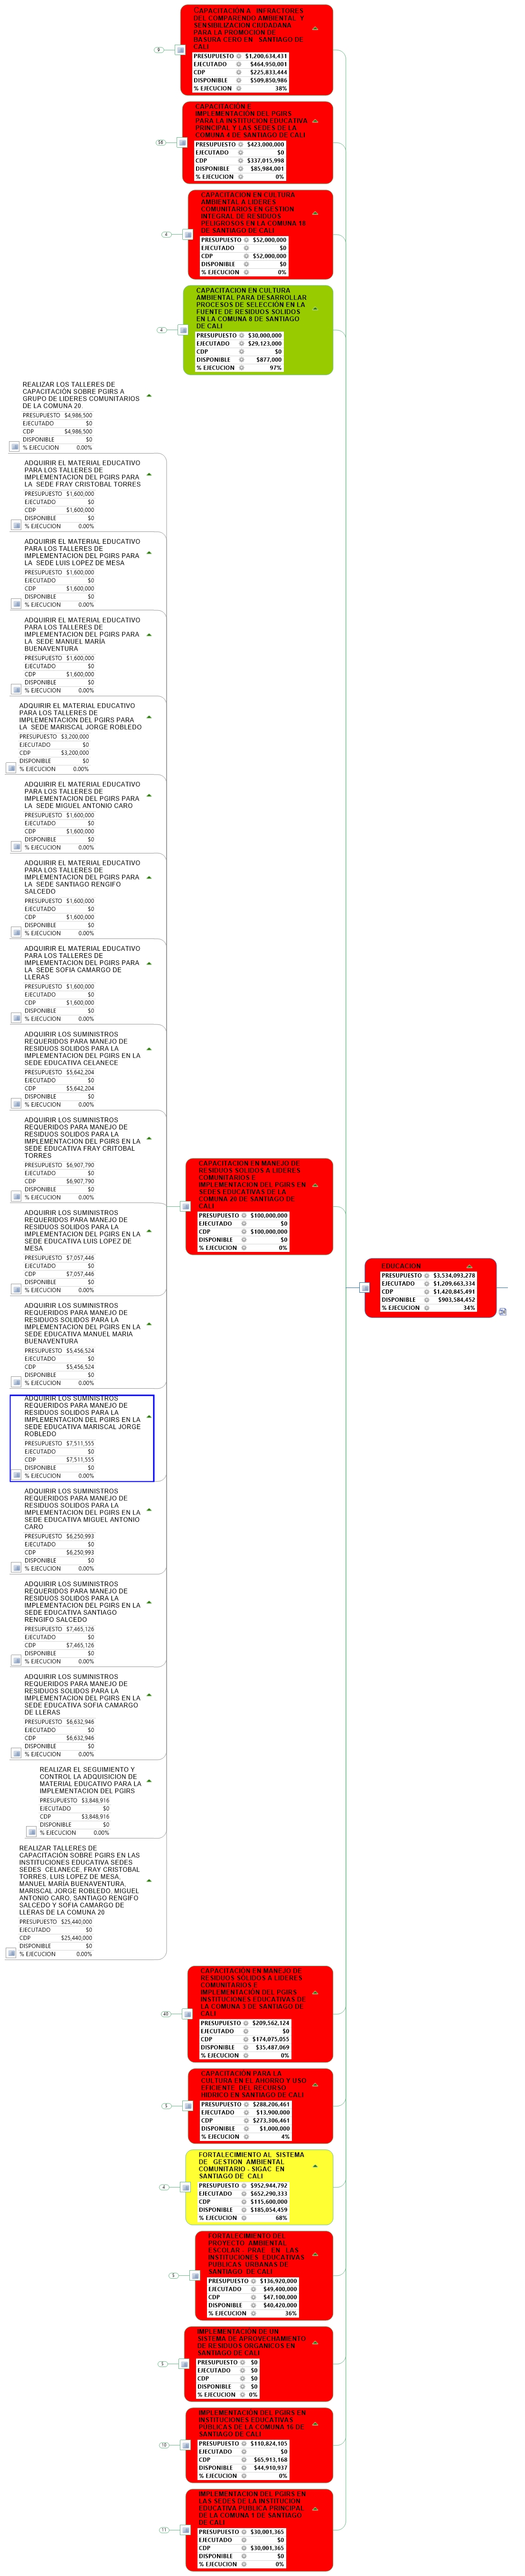 CAPACITACION A INFRACTORES
DEL COMPARENDO AMBIENTAL Y
SENSIBILIZACION CIUDADANA
PARA LA PROMOCION DE
BASURA CERO EN SANTIAGO DE
CALI
PRESUPUESTO $1,200,634,431
EJECUTADO $464,950,001
CDP $225,833,444
DISPONIBLE $509,850,986
% EJECUCION 38%
9
CAPACITACIÓN E
IMPLEMENTACION DEL PGIRS
PARA LA INSTITUCION EDUCATIVA
PRINCIPAL Y LAS SEDES DE LA
COMUNA 4 DE SANTIAGO DE CALI
PRESUPUESTO $423,000,000
EJECUTADO $0
CDP $337,015,998
DISPONIBLE $85,984,001
% EJECUCION 0%
CAPACITACION EN CULTURA
AMBIENTAL A LIDERES
COMUNITARIOS EN GESTION
INTEGRAL DE RESIDUOS
PELIGROSOS EN LA COMUNA 18
DE SANTIAGO DE CALI
PRESUPUESTO $52,000,000
EJECUTADO $0
CDP $52,000,000
DISPONIBLE $0
% EJECUCION 0%
4
CAPACITACION EN CULTURA
AMBIENTAL PARA DESARROLLAR
PROCESOS DE SELECCIÓN EN LA
FUENTE DE RESIDUOS SOLIDOS
EN LA COMUNA 8 DE SANTIAGO
DE CALI
PRESUPUESTO $30,000,000
EJECUTADO $29,123,000
CDP $0
DISPONIBLE $877,000
% EJECUCION 97%
4
REALIZAR LOS TALLERES DE
CAPACITACIÓN SOBRE PGIRS A
GRUPO DE LIDERES COMUNITARIOS
DE LA COMUNA 20
PRESUPUESTO $4,986,500
EJECUTADO $0
CDP $4,986,500
DISPONIBLE $0
% EJECUCION 0.00%
ADQUIRIR EL MATERIAL EDUCATIVO
PARA LOS TALLERES DE
IMPLEMENTACION DEL PGIRS PARA
LA SEDE FRAY CRISTOBAL TORRES
PRESUPUESTO $1,600,000
EJECUTADO $0
CDP $1,600,000
DISPONIBLE $0
% EJECUCION 0.00%
ADQUIRIR EL MATERIAL EDUCATIVO
PARA LOS TALLERES DE
IMPLEMENTACION DEL PGIRS PARA
LA SEDE LUIS LOPEZ DE MESA
PRESUPUESTO $1,600,000
EJECUTADO $0
CDP $1,600,000
DISPONIBLE $0
% EJECUCION 0.00%
ADQUIRIR EL MATERIAL EDUCATIVO
PARA LOS TALLERES DE
IMPLEMENTACION DEL PGIRS PARA
LA SEDE MANUEL MARÍA
BUENAVENTURA
PRESUPUESTO $1,600,000
EJECUTADO $0
CDP $1,600,000
DISPONIBLE $0
% EJECUCION 0.00%
ADQUIRIR EL MATERIAL EDUCATIVO
PARA LOS TALLERES DE
IMPLEMENTACION DEL PGIRS PARA
LA SEDE MARISCAL JORGE ROBLEDO
PRESUPUESTO $3,200,000
EJECUTADO $0
CDP $3,200,000
DISPONIBLE $0
% EJECUCION 0.00%
ADQUIRIR EL MATERIAL EDUCATIVO
PARA LOS TALLERES DE
IMPLEMENTACION DEL PGIRS PARA
LA SEDE MIGUEL ANTONIO CARO
PRESUPUESTO $1,600,000
EJECUTADO $0
CDP $1,600,000
DISPONIBLE $0
% EJECUCION 0.00%
ADQUIRIR EL MATERIAL EDUCATIVO
PARA LOS TALLERES DE
IMPLEMENTACION DEL PGIRS PARA
LA SEDE SANTIAGO RENGIFO
SALCEDO
PRESUPUESTO $1,600,000
EJECUTADO $0
CDP $1,600,000
DISPONIBLE $0
% EJECUCION 0.00%
ADQUIRIR EL MATERIAL EDUCATIVO
PARA LOS TALLERES DE
IMPLEMENTACION DEL PGIRS PARA
LA SEDE SOFIA CAMARGO DE
LLERAS
PRESUPUESTO $1,600,000
EJECUTADO $0
CDP $1,600,000
DISPONIBLE $0
% EJECUCION 0.00%
ADQUIRIR LOS SUMINISTROS
REQUERIDOS PARA MANEJO DE
RESIDUOS SOLIDOS PARA LA
IMPLEMENTACION DEL PGIRS EN LA
SEDE EDUCATIVA CELANECE
PRESUPUESTO $5,642,204
EJECUTADO $0
CDP $5,642,204
DISPONIBLE $0
% EJECUCION 0.00%
ADQUIRIR LOS SUMINISTROS
REQUERIDOS PARA MANEJO DE
RESIDUOS SOLIDOS PARA LA
IMPLEMENTACION DEL PGIRS EN LA
SEDE EDUCATIVA FRAY CRITOBAL
TORRES
PRESUPUESTO $6,907,790
EJECUTADO $0
CDP $6,907,790
DISPONIBLE $0
% EJECUCION 0.00%
ADQUIRIR LOS SUMINISTROS
REQUERIDOS PARA MANEJO DE
RESIDUOS SOLIDOS PARA LA
IMPLEMENTACION DEL PGIRS EN LA
SEDE EDUCATIVA LUIS LOPEZ DE
MESA
PRESUPUESTO $7,057,446
EJECUTADO $0
CDP $7,057,446
DISPONIBLE $0
% EJECUCION 0.00%
ADQUIRIR LOS SUMINISTROS
REQUERIDOS PARA MANEJO DE
RESIDUOS SOLIDOS PARA LA
IMPLEMENTACION DEL PGIRS EN LA
SEDE EDUCATIVA MANUEL MARIA
BUENAVENTURA
PRESUPUESTO $5,456,524
EJECUTADO $0
CDP $5,456,524
DISPONIBLE $0
% EJECUCION 0.00%
ADQUIRIR LOS SUMINISTROS
REQUERIDOS PARA MANEJO DE
RESIDUOS SOLIDOS PARA LA
IMPLEMENTACION DEL PGIRS EN LA
SEDE EDUCATIVA MARISCAL JORGE
ROBLEDO
PRESUPUESTO $7,511,555
EJECUTADO $0
CDP $7,511,555
DISPONIBLE $0
% EJECUCION 0.00%
ADQUIRIR LOS SUMINISTROS
REQUERIDOS PARA MANEJO DE
RESIDUOS SOLIDOS PARA LA
IMPLEMENTACION DEL PGIRS EN LA
SEDE EDUCATIVA MIGUEL ANTONIO
CARO
PRESUPUESTO $6,250,993
EJECUTADO $0
CDP $6,250,993
DISPONIBLE $0
% EJECUCION 0.00%
ADQUIRIR LOS SUMINISTROS
REQUERIDOS PARA MANEJO DE
RESIDUOS SOLIDOS PARA LA
IMPLEMENTACION DEL PGIRS EN LA
SEDE EDUCATIVA SANTIAGO
RENGIFO SALCEDO
PRESUPUESTO $7,465,126
EJECUTADO $0
CDP $7,465,126
DISPONIBLE $0
% EJECUCION 0.00%
ADQUIRIR LOS SUMINISTROS
REQUERIDOS PARA MANEJO DE
RESIDUOS SOLIDOS PARA LA
IMPLEMENTACION DEL PGIRS EN LA
SEDE EDUCATIVA SOFIA CAMARGO
DE LLERAS
PRESUPUESTO $6,632,946
EJECUTADO $0
CDP $6,632,946
DISPONIBLE $0
% EJECUCION 0.00%
REALIZAR EL SEGUIMIENTO Y
CONTROL LA ADQUISICION DE
MATERIAL EDUCATIVO PARA LA
IMPLEMENTACION DEL PGIRS
PRESUPUESTO $3,848,916
EJECUTADO $0
CDP $3,848,916
DISPONIBLE $0
% EJECUCION 0.00%
REALIZAR TALLERES DE
CAPACITACIÓN SOBRE PGIRS EN LAS
INSTITUCIONES EDUCATIVA SEDES
SEDES CELANECE, FRAY CRISTOBAL
TORRES, LUIS LOPEZ DE MESA,
MANUEL MARÍA BUENAVENTURA,
MARISCAL JORGE ROBLEDO, MIGUEL
ANTONIO CARO, SANTIAGO RENGIFO
SALCEDO Y SOFIA CAMARGO DE
LLERAS DE LA COMUNA 20
PRESUPUESTO $25,440,000
EJECUTADO $0
CDP $25,440,000
DISPONIBLE $0
% EJECUCION 0.00%
CAPACITACION EN MANEJO DE
RESIDUOS SOLIDOS A LIDERES
COMUNITARIOS E
IMPLEMENTACION DEL PGIRS EN
SEDES EDUCATIVAS DE LA
COMUNA 20 DE SANTIAGO DE
CALI
PRESUPUESTO $100,000,000
EJECUTADO $0
CDP $100,000,000
DISPONIBLE $0
% EJECUCION 0%
EDUCACION
PRESUPUESTO $3,534,093,278
EJECUTADO $1,209,663,334
CDP $1,420,845,491
DISPONIBLE $903,584,452
% EJECUCION 34%
CAPACITACIÓN EN MANEJO DE
RESIDUOS SOLIDOS A LIDERES
COMUNITARIOS E
IMPLEMENTACIÓN DEL PGIRS
INSTITUCIONES EDUCATIVAS DE
LA COMUNA 3 DE SANTIAGO DE
CALI
PRESUPUESTO $209,562,124
EJECUTADO $0
CDP $174,075,055
DISPONIBLE $35,487,069
% EJECUCION 0%
CAPACITACIÓN PARA LA
CULTURA EN EL AHORRO Y USO
EFICIENTE DEL RECURSO
HIDRICO EN SANTIAGO DE CALI
PRESUPUESTO $288,206,461
EJECUTADO $13,900,000
CDP $273,306,461
DISPONIBLE $1,000,000
% EJECUCION 4%
5
FORTALECIMIENTO AL SISTEMA
DE GESTION AMBIENTAL
COMUNITARIO - SIGAC EN
SANTIAGO DE CALI
PRESUPUESTO $952,944,792
EJECUTADO $652,290,333
CDP $115,600,000
DISPONIBLE $185,054,459
% EJECUCION 68%
4
FORTALECIMIENTO DEL
PROYECTO AMBIENTAL
ESCOLAR PRAE EN LAS
INSTITUCIONES EDUCATIVAS
PUBLICAS URBANAS DE
SANTIAGO DE CALI
PRESUPUESTO $136,920,000
EJECUTADO $49,400,000
CDP $47,100,000
DISPONIBLE $40,420,000
% EJECUCION 36%
IMPLEMENTACIÓN DE UN
SISTEMA DE APROVECHAMIENTO
DE RESIDUOS ORGANICOS EN
SANTIAGO DE CALI
PRESUPUESTO $0
EJECUTADO $0
CDP $0
DISPONIBLE $0
% EJECUCION 0%
5
IMPLEMENTACIÓN DEL PGIRS EN
INSTITUCIONES EDUCATIVAS
PÚBLICAS DE LA COMUNA 16 DE
SANTIAGO DE CALI
PRESUPUESTO $110,824,105
EJECUTADO $0
CDP $65,913,168
DISPONIBLE $44,910,937
% EJECUCION 0%
10
IMPLEMENTACION DEL PGIRS EN
LAS SEDES DE LA INSTITUCION
EDUCATIVA PUBLICA PRINCIPAL
DE LA COMUNA 1 DE SANTIAGO
DE CALI
PRESUPUESTO $30,001,365
EJECUTADO $0
CDP $30,001,365
DISPONIBLE $0
% EJECUCION 0%
11